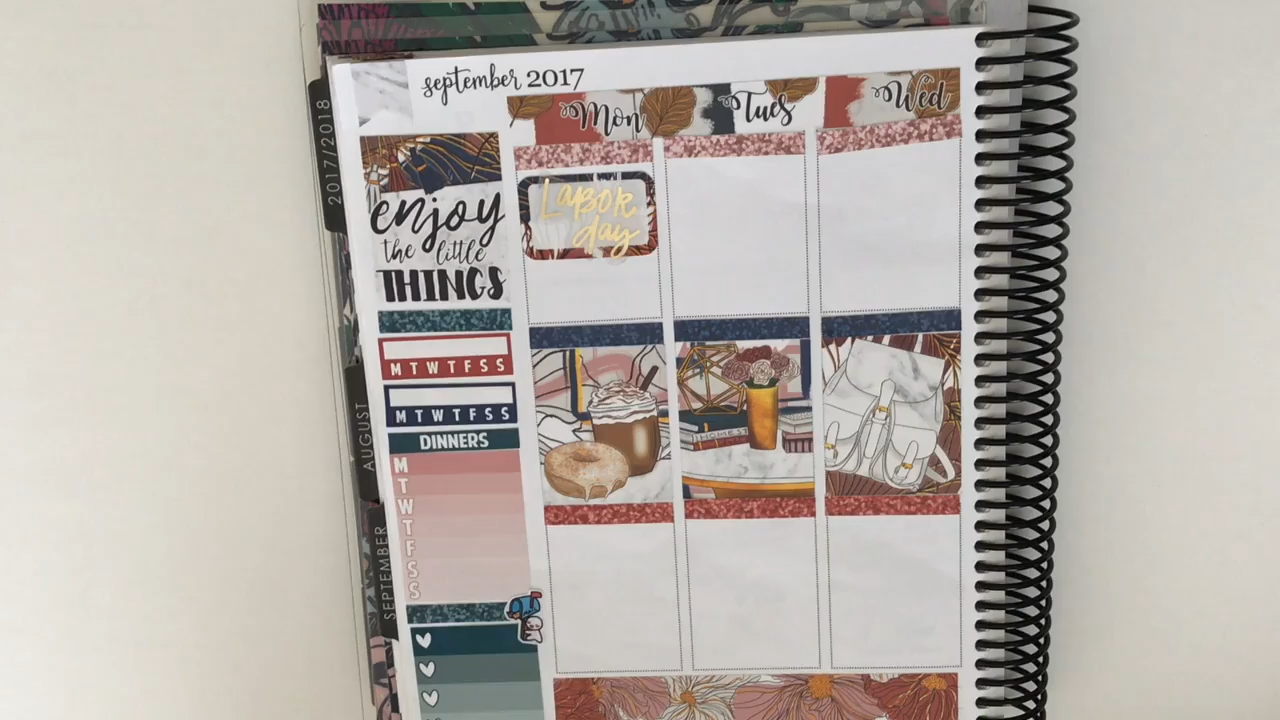 september 2017
Mon
Tues
Wed
2017/2018
enjoy
the little
THINGS
LABOR
day
M T W T F S S
M T W T F S S
DINNERS
M
T
W
T
F
S
S
AUGUST
SEPTEMBER